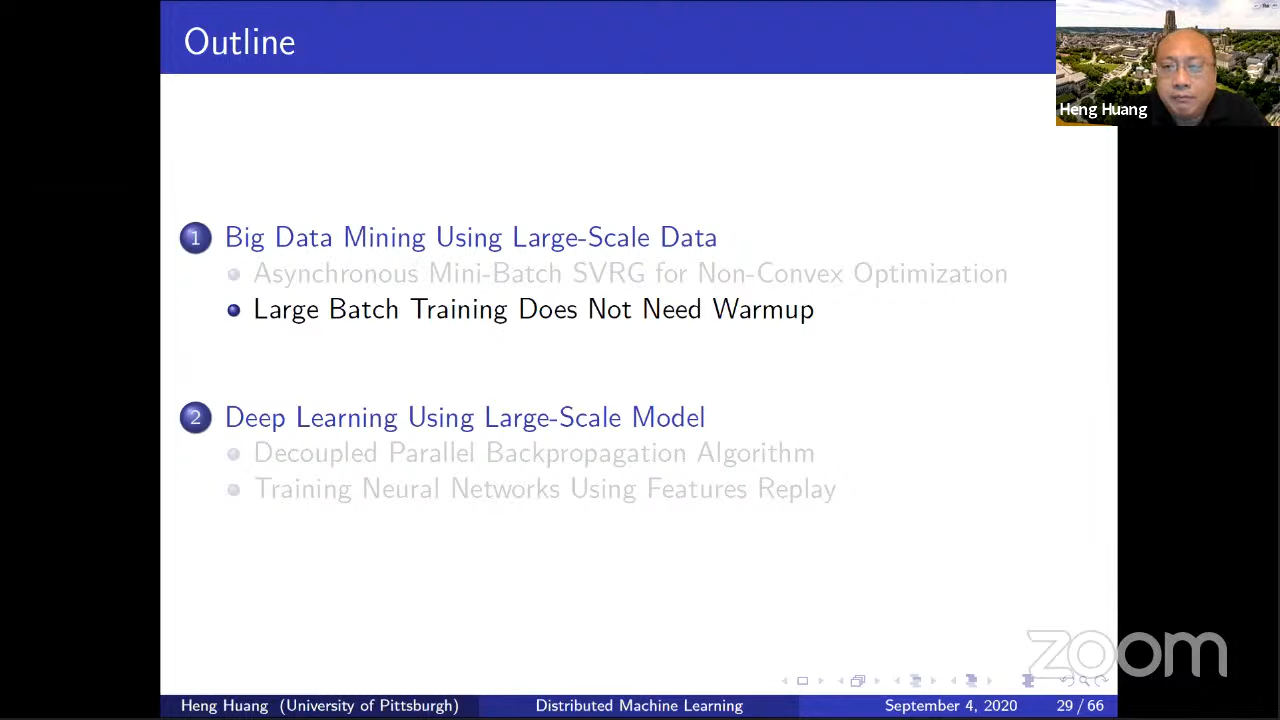 Outline
Heng Huang
1 Big Data Mining Using Large-Scale Data
Asynchronous Mini-Batch SVRG for Non-Convex Optimization
Large Batch Training Does Not Need Warmup
2 Deep Learning Using Large-Scale Model
Decoupled Parallel Backpropagation Algorithm
Training Neural Networks Using Features Replay
zoom
Heng Huang (University of Pittsburgh) Distributed Machine Learning September 4, 2020 29 / 66